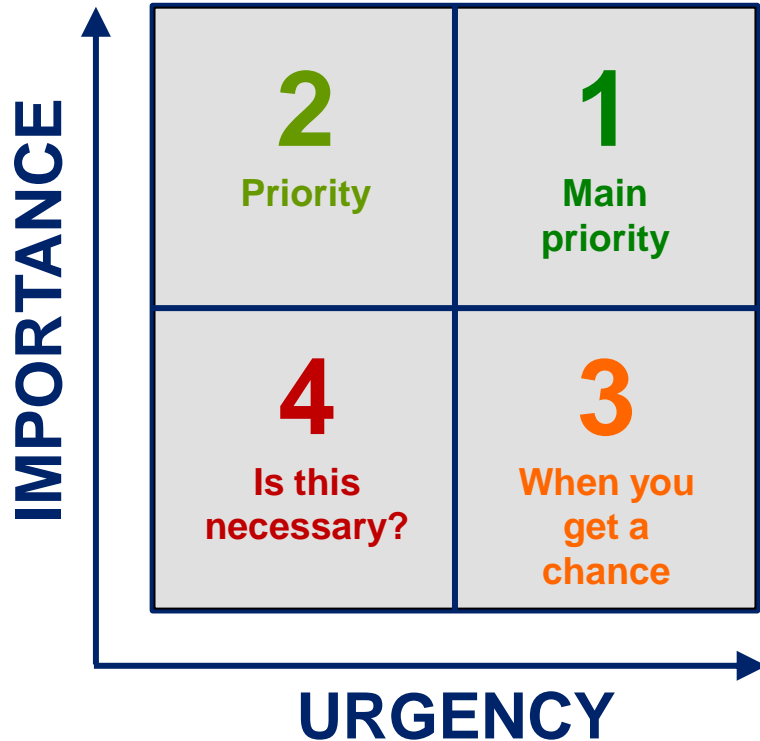 IMPORTANCE
2
Priority
1
Main
priority
4
Is this
necessary?
3
When you
get a
chance
URGENCY